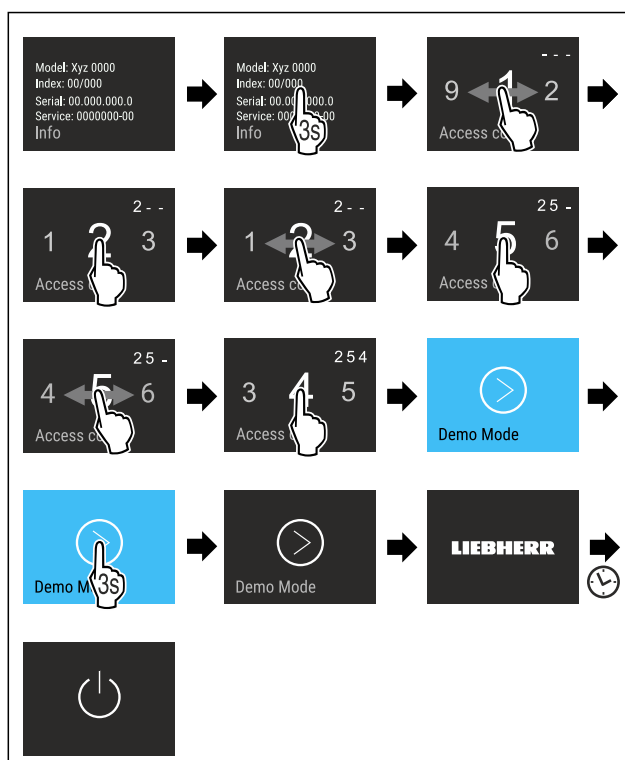 Model: Xyz 0000
Index: 00/000
Serial: 00.000.000.0
Service: 0000000-00
Info
Model: Xyz 0000
Index: 00/000
Serial: 00.0 000.0
Service: 000 -00
Info
3s
- - -
9 1 2
Access c
2 - -
1 2 3
Access c
2 - -
1 2 3
Access c
2 5 -
4 5 6
Access c
2 5 -
4 5 6
Access c
2 5 4
3 4 5
Access c
Demo Mode
Demo M
3s
Demo Mode
LIEBHERR